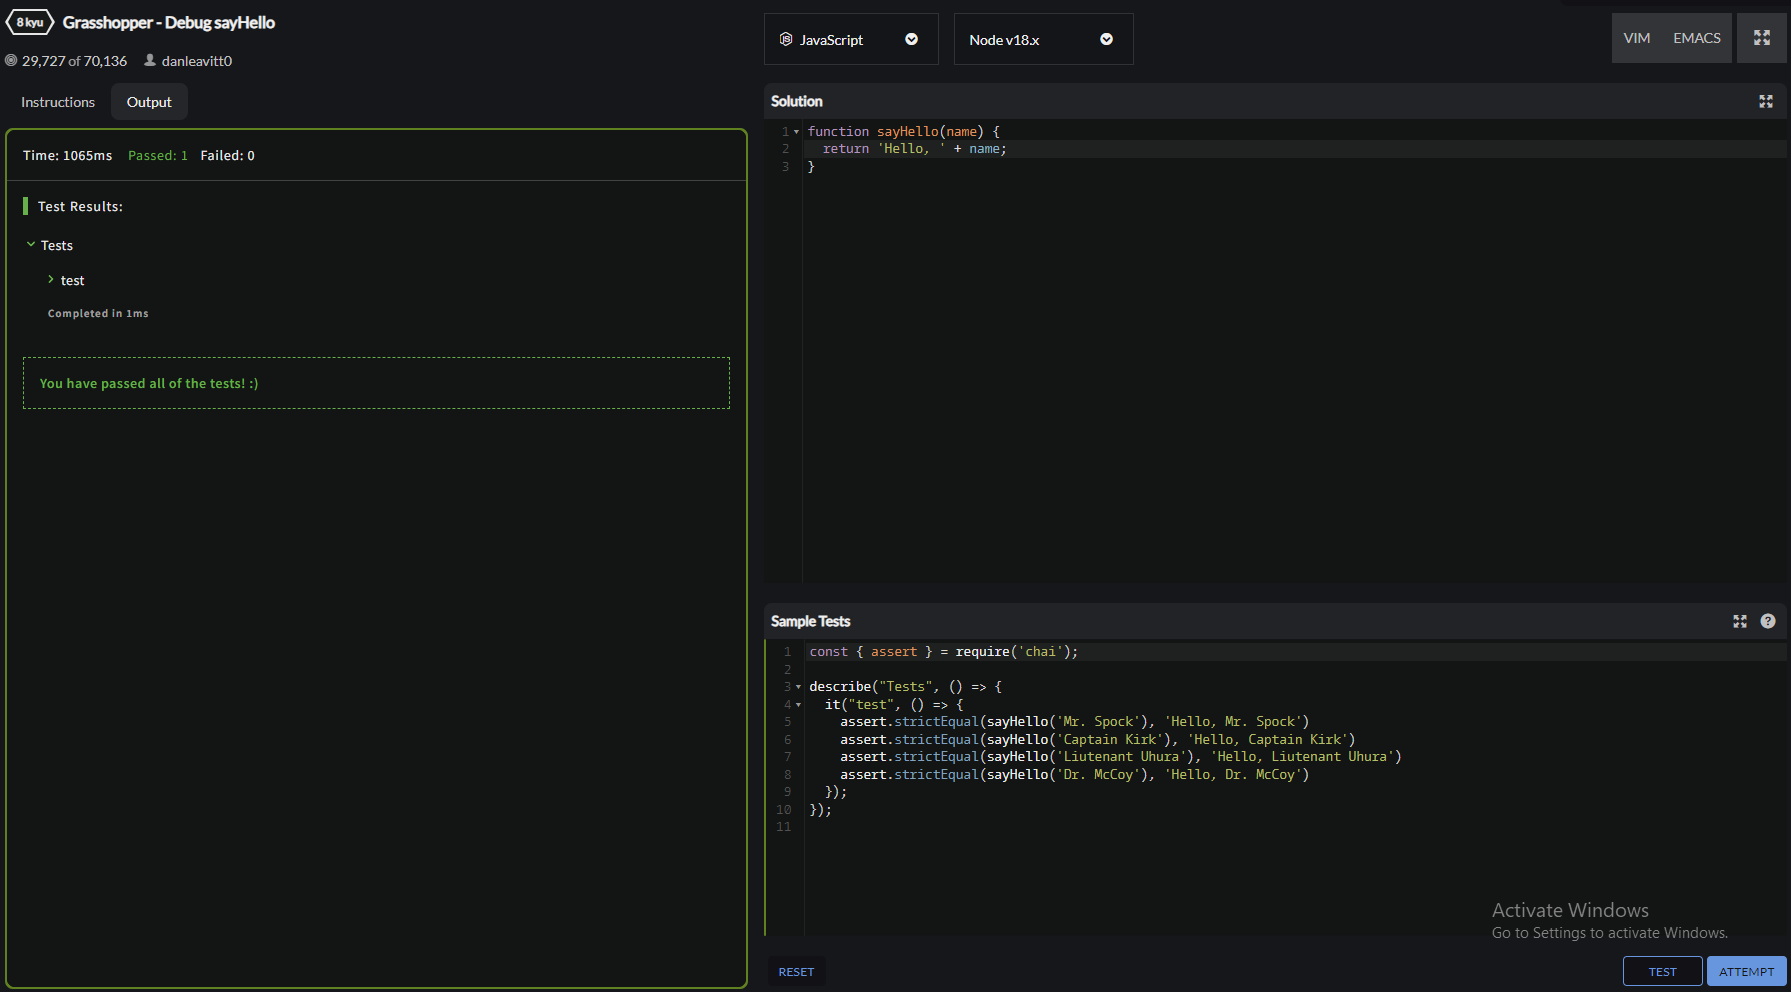 8 kyu Grasshopper - Debug sayHello
29,727 of 70,136 danleavitt0
Instructions Output
Time: 1065ms Passed: 1 Failed: 0
Test Results:
Tests
test
Completed in 1ms
You have passed all of the tests! :)
JavaScript Node v18.x VIM EMACS
Solution
1 function sayHello(name) {
2   return 'Hello, ' + name;
3 }
Sample Tests
1 const { assert } = require('chai');
2
3 describe("Tests", () => {
4   it("test", () => {
5     assert.strictEqual(sayHello('Mr. Spock'), 'Hello, Mr. Spock')
6     assert.strictEqual(sayHello('Captain Kirk'), 'Hello, Captain Kirk')
7     assert.strictEqual(sayHello('Liutenant Uhura'), 'Hello, Liutenant Uhura')
8     assert.strictEqual(sayHello('Dr. McCoy'), 'Hello, Dr. McCoy')
9   });
10 });
11
Activate Windows
Go to Settings to activate Windows.
RESET TEST ATTEMPT